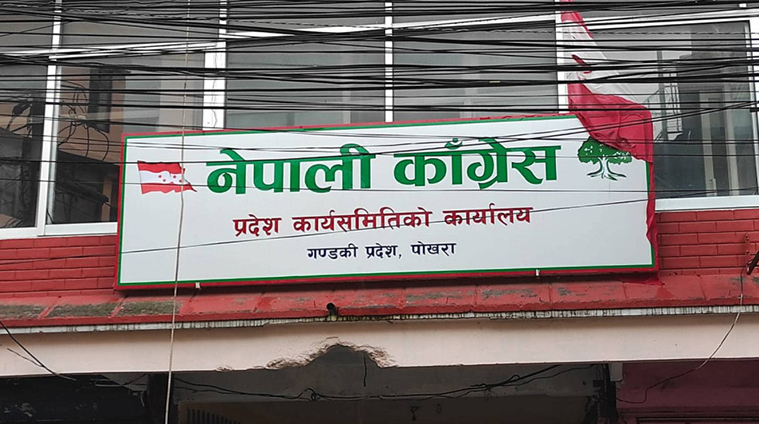 नेपाली काँग्रेस
प्रदेश कार्यसमितिको कार्यालय
गण्डकी प्रदेश, पोखरा